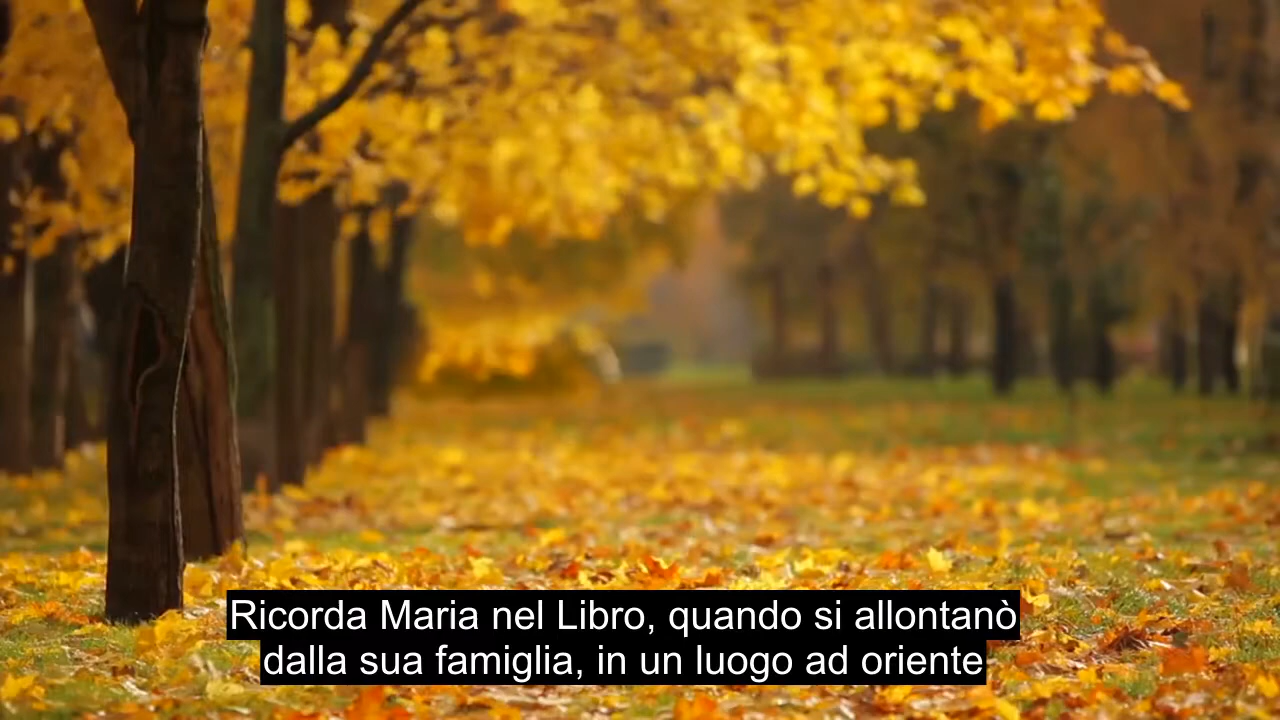 Ricorda Maria nel Libro, quando si allontanò
dalla sua famiglia, in un luogo ad oriente